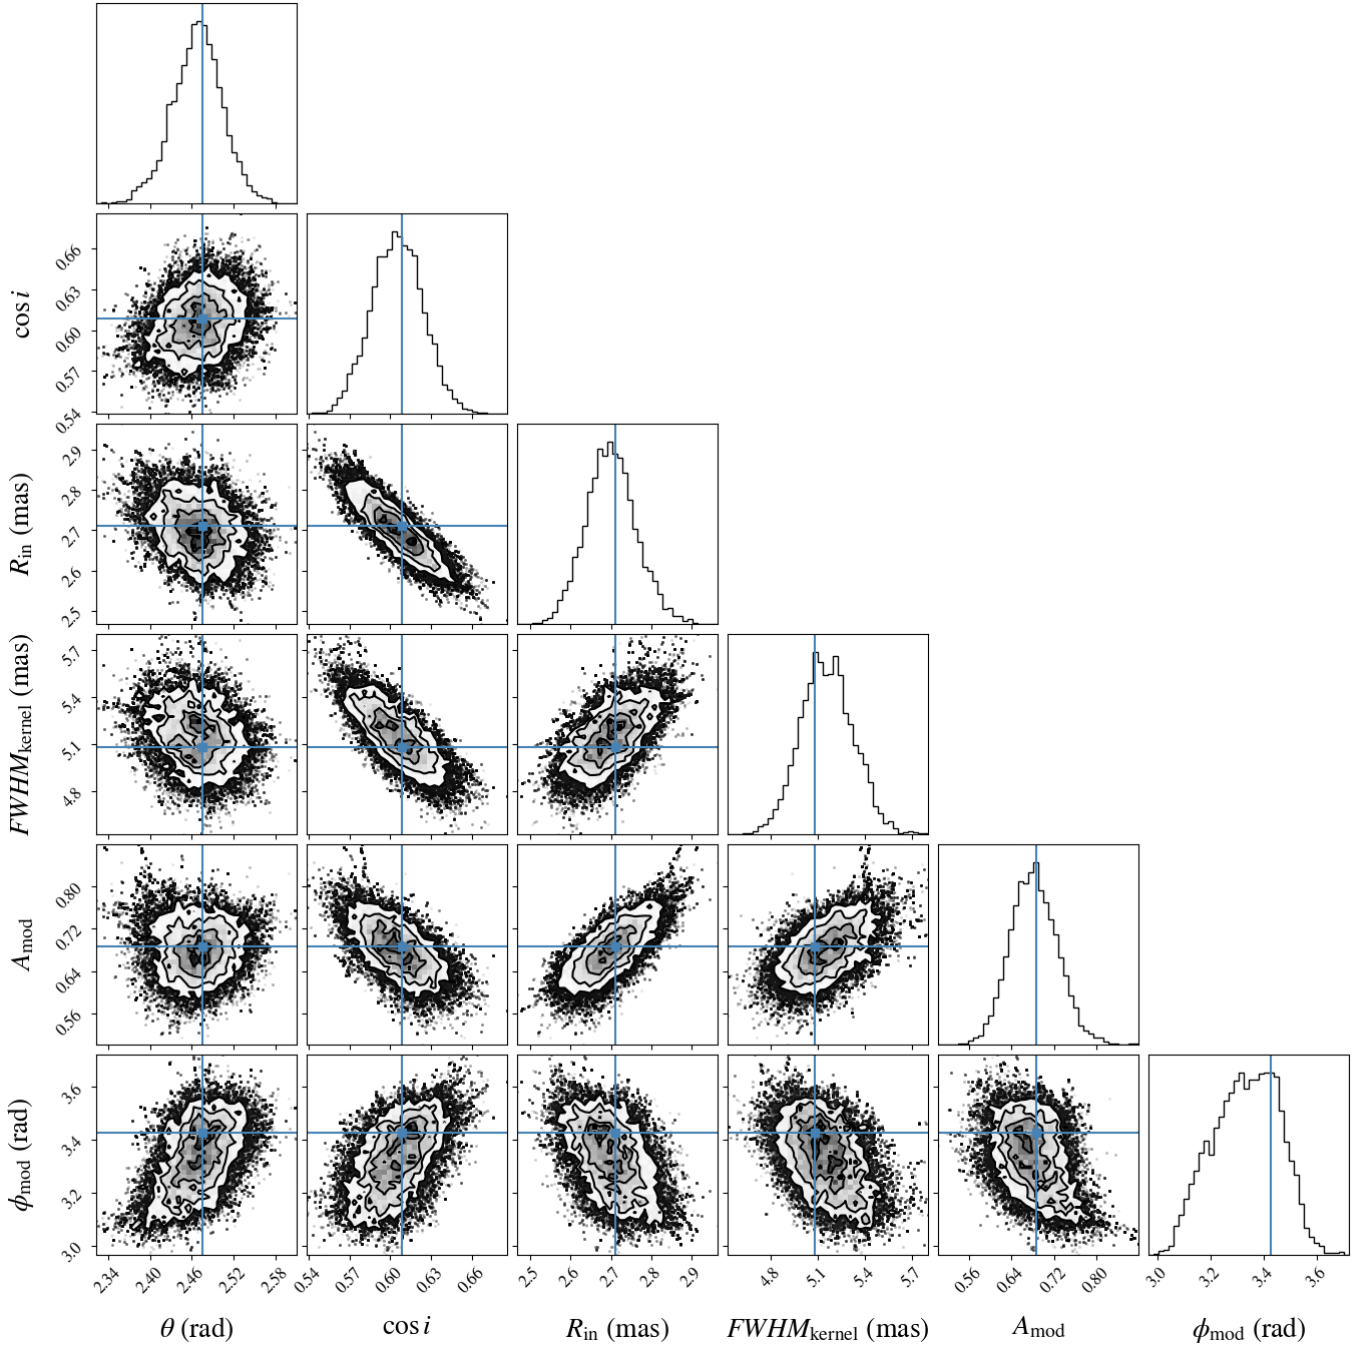 cos i
0.66
0.63
0.60
0.57
0.54
R_in (mas)
2.9
2.8
2.7
2.6
2.5
FWHM_kernel (mas)
5.7
5.4
5.1
4.8
A_mod
0.80
0.72
0.64
0.56
ϕ_mod (rad)
3.6
3.4
3.2
3.0
2.34 2.40 2.46 2.52 2.58
0.54 0.57 0.60 0.63 0.66
2.5 2.6 2.7 2.8 2.9
4.8 5.1 5.4 5.7
0.56 0.64 0.72 0.80
3.0 3.2 3.4 3.6
θ (rad)
cos i
R_in (mas)
FWHM_kernel (mas)
A_mod
ϕ_mod (rad)